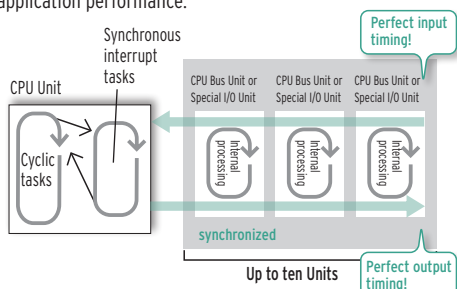 application performance.
Perfect input
timing!
Synchronous
interrupt
tasks
CPU Unit
Cyclic
tasks
CPU Bus Unit or
Special I/O Unit
CPU Bus Unit or
Special I/O Unit
CPU Bus Unit or
Special I/O Unit
Internal
processing
Internal
processing
Internal
processing
synchronized
Up to ten Units
Perfect output
timing!